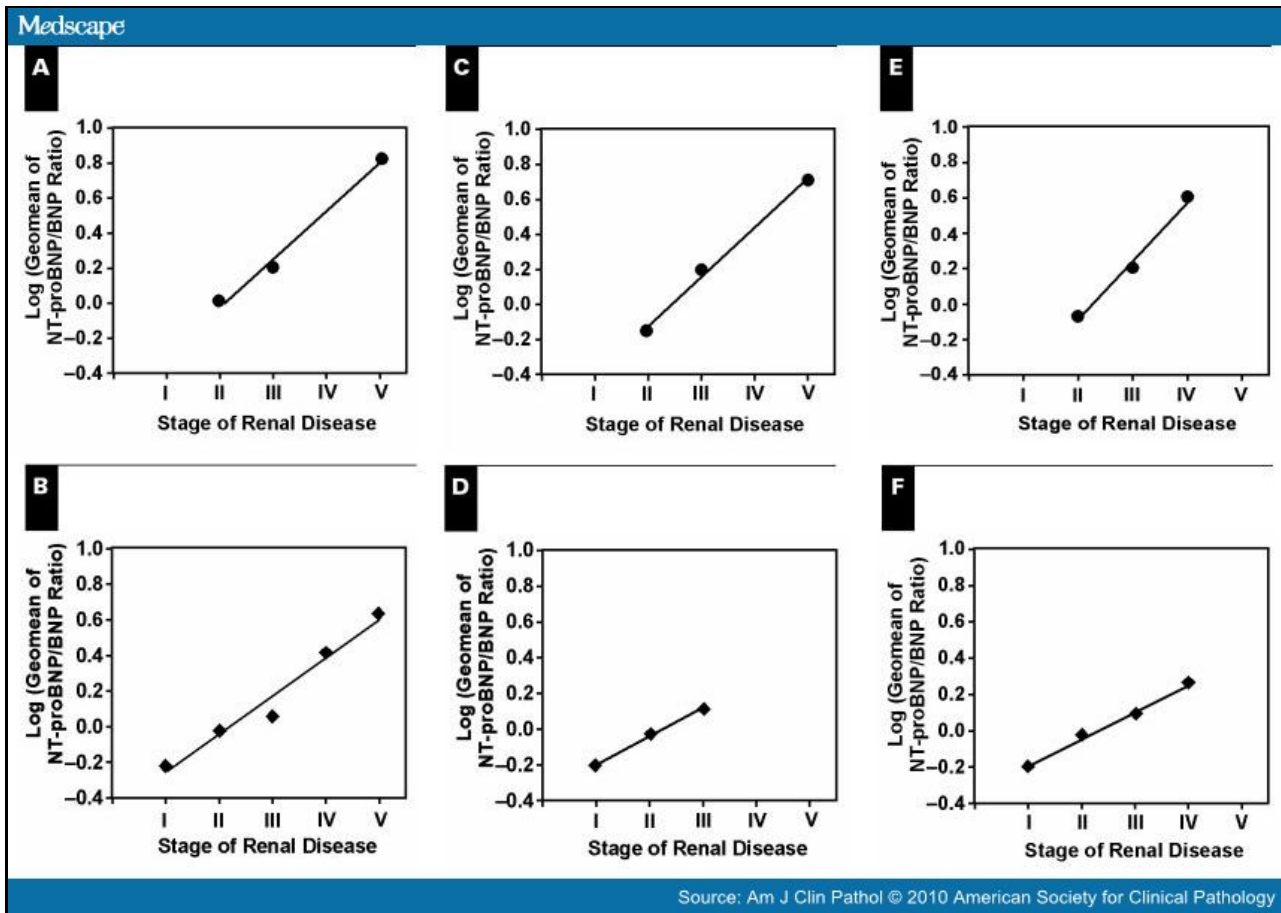 Medscape
A
Log (Geomean of
NT-proBNP/BNP Ratio)
1.0
0.8
0.6
0.4
0.2
0.0
–0.2
–0.4
I II III IV V
Stage of Renal Disease
C
Log (Geomean of
NT-proBNP/BNP Ratio)
1.0
0.8
0.6
0.4
0.2
0.0
–0.2
–0.4
I II III IV V
Stage of Renal Disease
E
Log (Geomean of
NT-proBNP/BNP Ratio)
1.0
0.8
0.6
0.4
0.2
0.0
–0.2
–0.4
I II III IV V
Stage of Renal Disease
B
Log (Geomean of
NT-proBNP/BNP Ratio)
1.0
0.8
0.6
0.4
0.2
0.0
–0.2
–0.4
I II III IV V
Stage of Renal Disease
D
Log (Geomean of
NT-proBNP/BNP Ratio)
1.0
0.8
0.6
0.4
0.2
0.0
–0.2
–0.4
I II III IV V
Stage of Renal Disease
F
Log (Geomean of
NT-proBNP/BNP Ratio)
1.0
0.8
0.6
0.4
0.2
0.0
–0.2
–0.4
I II III IV V
Stage of Renal Disease
Source: Am J Clin Pathol © 2010 American Society for Clinical Pathology